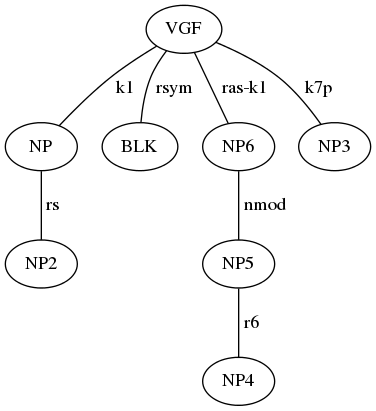 VGF
k1 rsym ras-k1 k7p
NP BLK NP6 NP3
rs nmod
NP2 NP5
r6
NP4